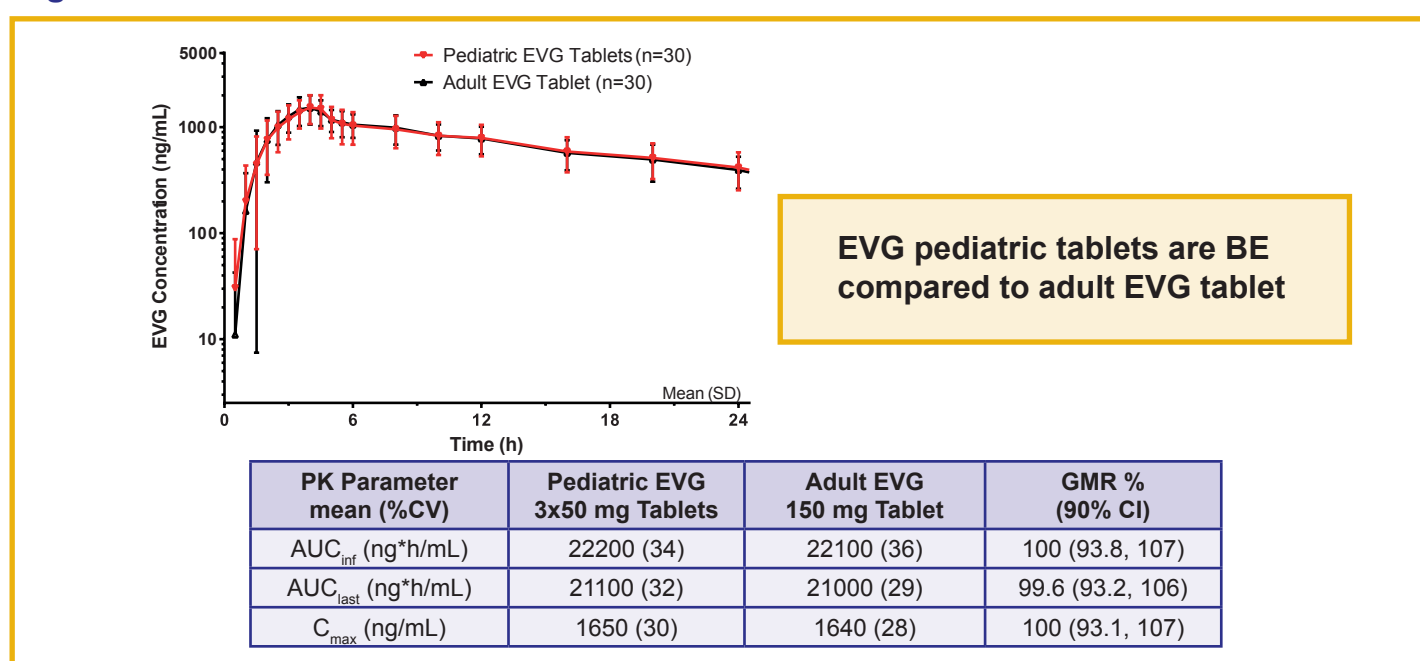 5000
Pediatric EVG Tablets (n=30)
Adult EVG Tablet (n=30)
1000
100
10
EVG Concentration (ng/mL)
Mean (SD)
0 6 12 18 24
Time (h)
EVG pediatric tablets are BE
compared to adult EVG tablet
PK Parameter mean (%CV) Pediatric EVG 3x50 mg Tablets Adult EVG 150 mg Tablet GMR % (90% CI)
AUCinf (ng*h/mL) 22200 (34) 22100 (36) 100 (93.8, 107)
AUClast (ng*h/mL) 21100 (32) 21000 (29) 99.6 (93.2, 106)
Cmax (ng/mL) 1650 (30) 1640 (28) 100 (93.1, 107)